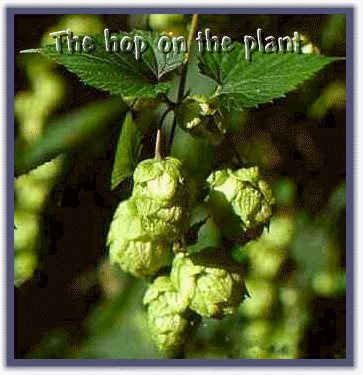 The hop on the plant